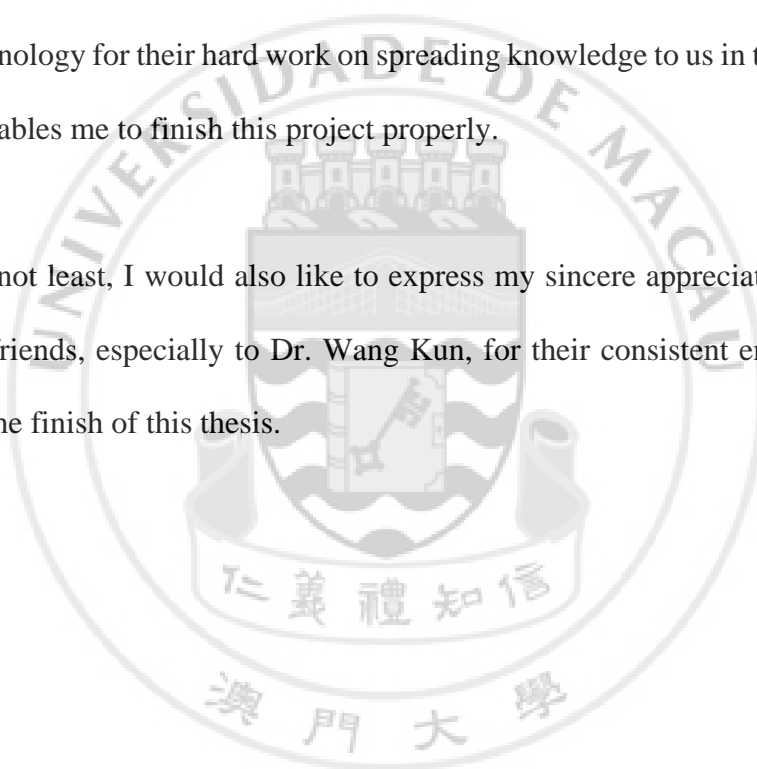 nology for their hard work on spreading knowledge to us in t
ables me to finish this project properly.
not least, I would also like to express my sincere appreciat
riends, especially to Dr. Wang Kun, for their consistent en
he finish of this thesis.
UNIVERSIDADE DE MACAU
仁義禮知信
澳門大學